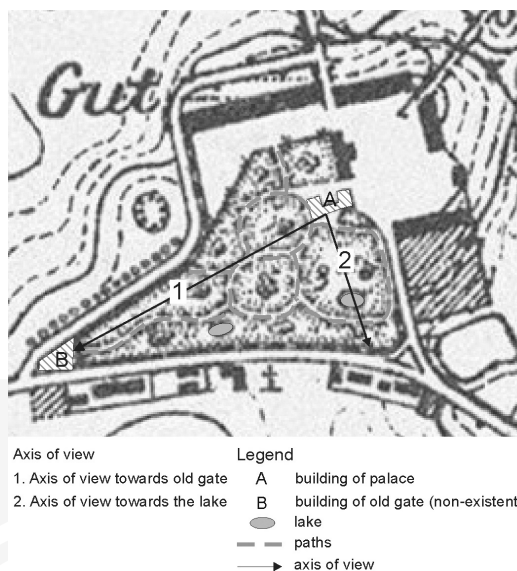 Gut
A
1
2
B
Axis of view
1. Axis of view towards old gate
2. Axis of view towards the lake
Legend
A building of palace
B building of old gate (non-existent
lake
paths
axis of view